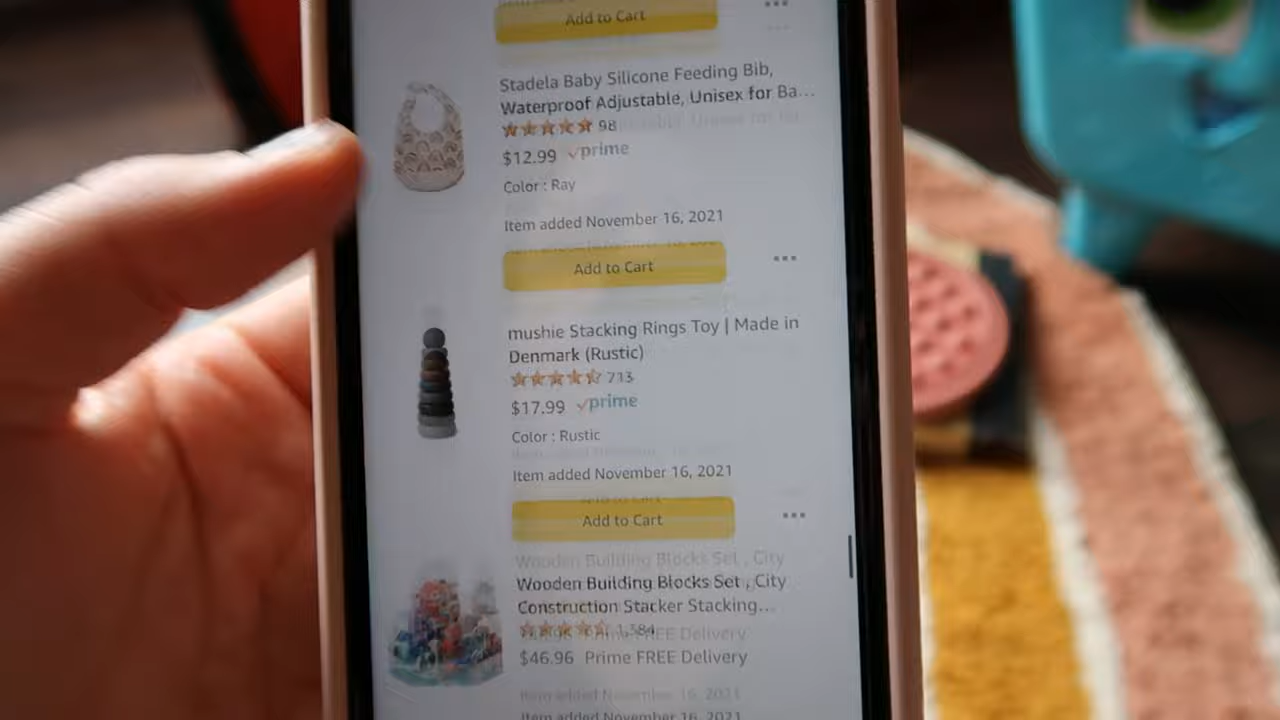 Add to Cart
Stadela Baby Silicone Feeding Bib,
Waterproof Adjustable, Unisex for Ba...
98
$12.99 prime
Color : Ray
Item added November 16, 2021
Add to Cart
mushie Stacking Rings Toy | Made in
Denmark (Rustic)
713
$17.99 prime
Color : Rustic
Item added November 16, 2021
Add to Cart
Wooden Building Blocks Set , City
Construction Stacker Stacking...
1,384
$46.96 Prime FREE Delivery
Item added November 16, 2021